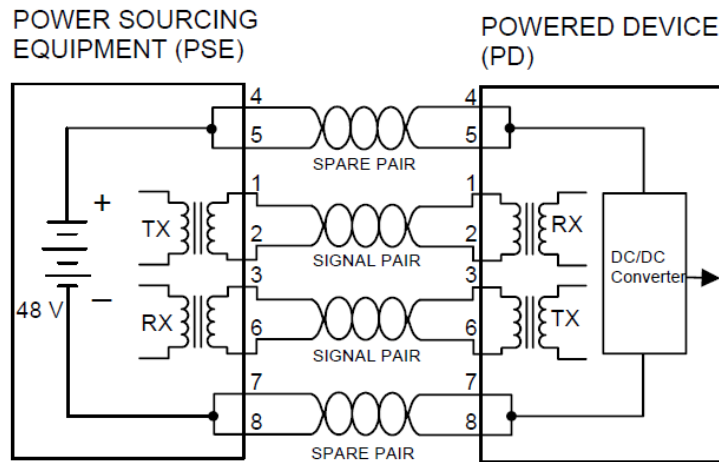 POWER SOURCING
EQUIPMENT (PSE)
POWERED DEVICE
(PD)
4
4
5
5
SPARE PAIR
1
1
+
TX
RX
2
2
SIGNAL PAIR
DC/DC
Converter
3
3
48 V
–
RX
TX
6
6
SIGNAL PAIR
7
7
8
8
SPARE PAIR